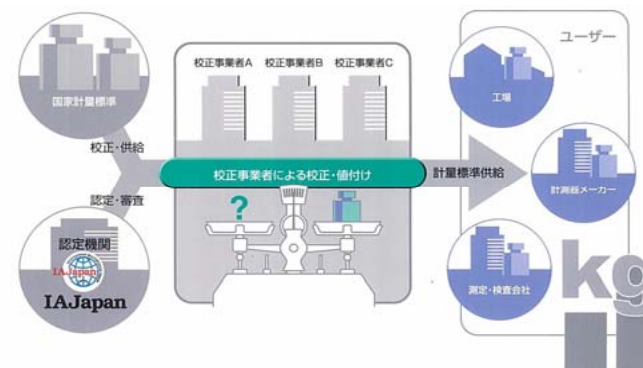 国家計量標準
校正・供給
認定・審査
認定機関
IAJapan
IAJapan
校正事業者A
校正事業者B
校正事業者C
校正事業者による校正・値付け
?
計量標準供給
ユーザー
工場
計測器メーカー
測定・検査会社
kg